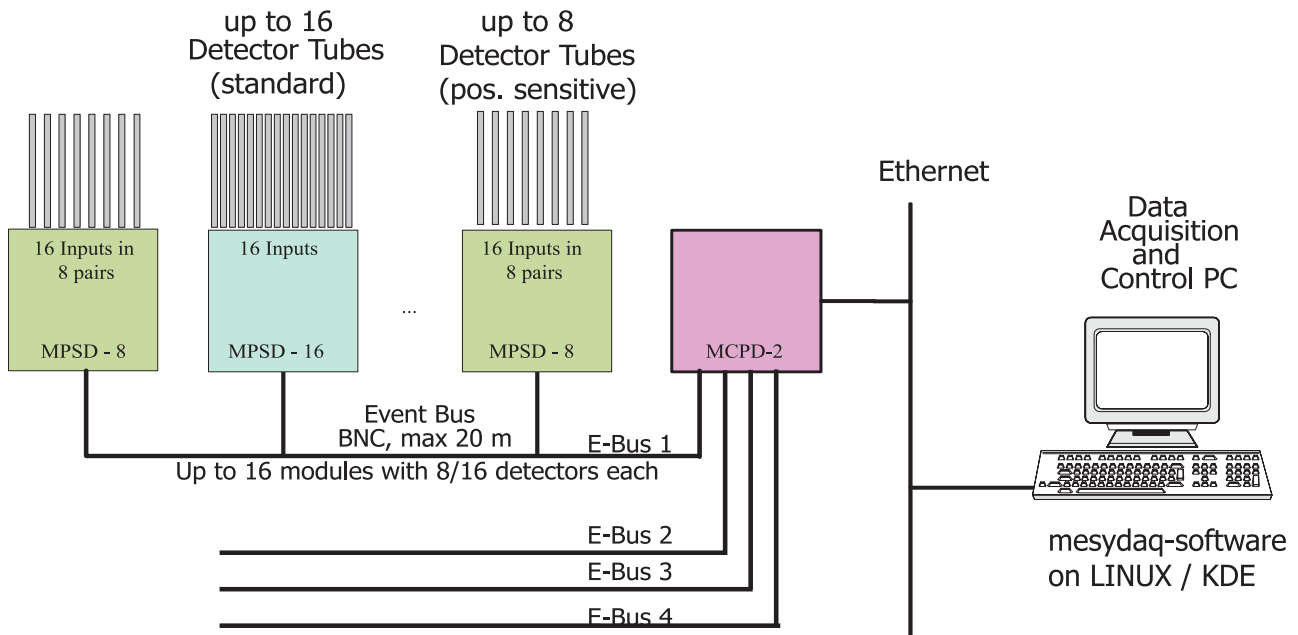 up to 16
Detector Tubes
(standard)
up to 8
Detector Tubes
(pos. sensitive)
16 Inputs in
8 pairs
MPSD - 8
16 Inputs
MPSD - 16
...
16 Inputs in
8 pairs
MPSD - 8
MCPD-2
Ethernet
Data
Acquisition
and
Control PC
Event Bus
BNC, max 20 m
E-Bus 1
Up to 16 modules with 8/16 detectors each
E-Bus 2
E-Bus 3
E-Bus 4
mesydaq-software
on LINUX / KDE